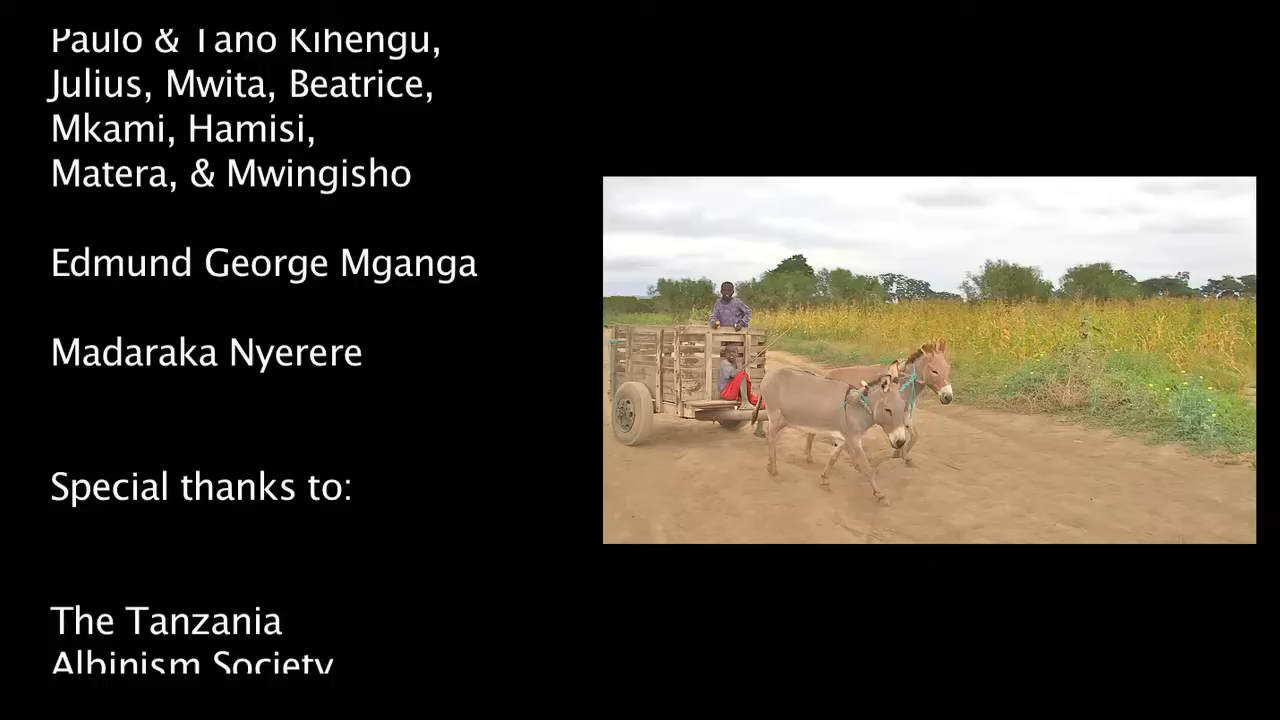 Paulo & Tano Kihengu,
Julius, Mwita, Beatrice,
Mkami, Hamisi,
Matera, & Mwingisho
Edmund George Mganga
Madaraka Nyerere
Special thanks to:
The Tanzania
Albinism Society